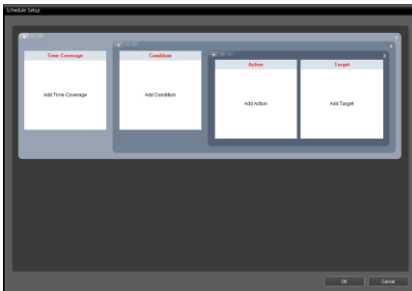 Schedule Setup
x
x
x
Time Coverage
Condition
Action
Target
Add Time Coverage
Add Condition
Add Action
Add Target
OK
Cancel